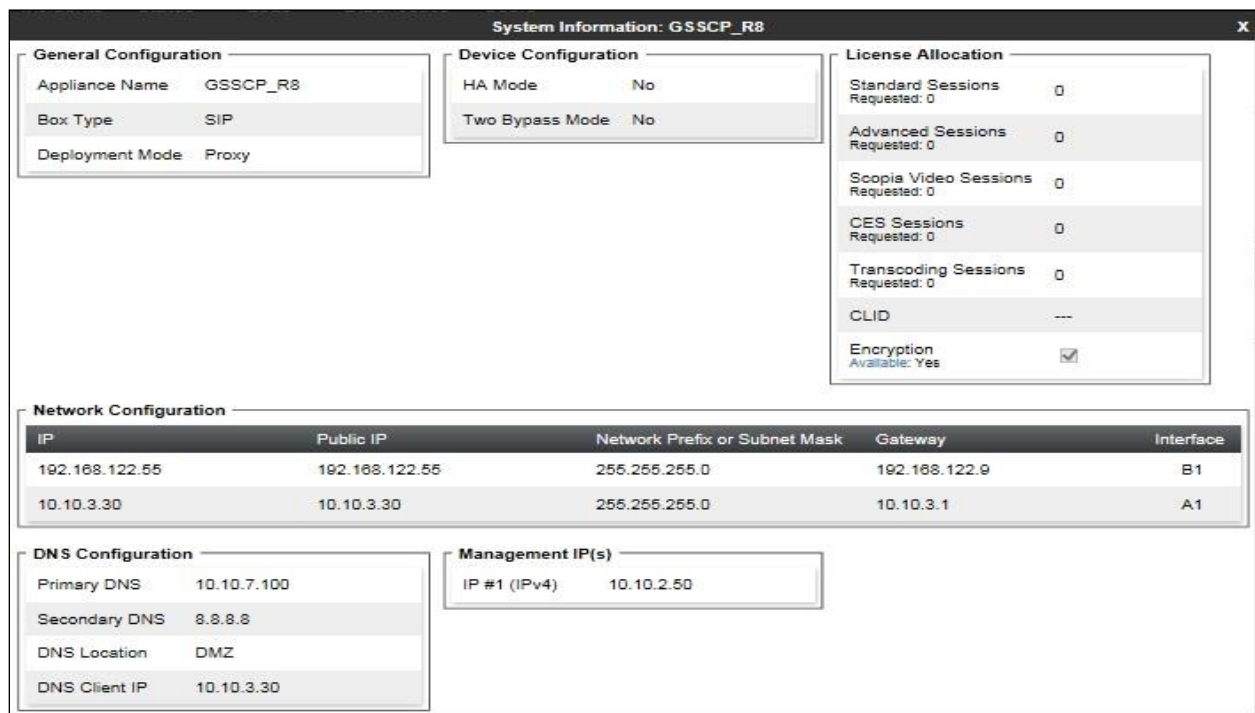 System Information: GSSCP_R8 X
General Configuration
Appliance Name GSSCP_R8
Box Type SIP
Deployment Mode Proxy
Device Configuration
HA Mode No
Two Bypass Mode No
License Allocation
Standard Sessions 0
Requested: 0
Advanced Sessions 0
Requested: 0
Scopia Video Sessions 0
Requested: 0
CES Sessions 0
Requested: 0
Transcoding Sessions 0
Requested: 0
CLID ---
Encryption
Available: Yes
Network Configuration
IP Public IP Network Prefix or Subnet Mask Gateway Interface
192.168.122.55 192.168.122.55 255.255.255.0 192.168.122.9 B1
10.10.3.30 10.10.3.30 255.255.255.0 10.10.3.1 A1
DNS Configuration
Primary DNS 10.10.7.100
Secondary DNS 8.8.8.8
DNS Location DMZ
DNS Client IP 10.10.3.30
Management IP(s)
IP #1 (IPv4) 10.10.2.50